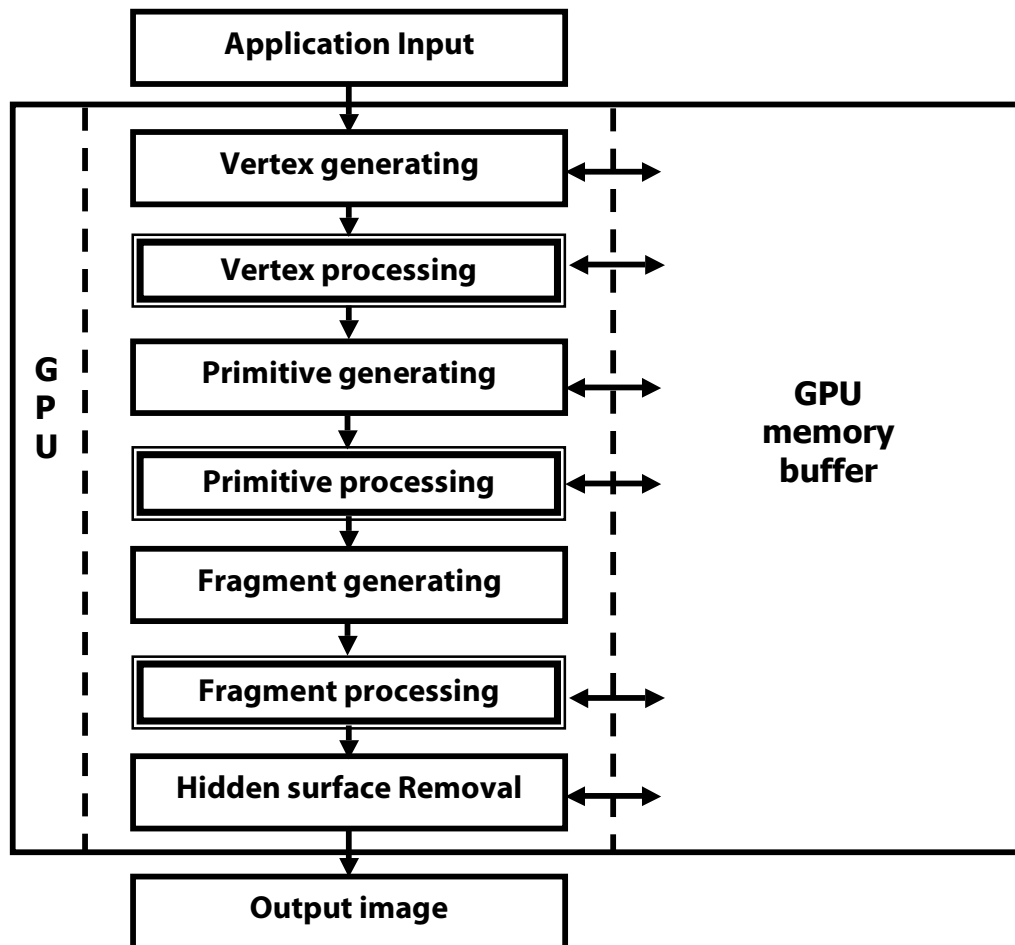 Application Input
Vertex generating
Vertex processing
Primitive generating
Primitive processing
Fragment generating
Fragment processing
Hidden surface Removal
Output image
G
P
U
GPU
memory
buffer